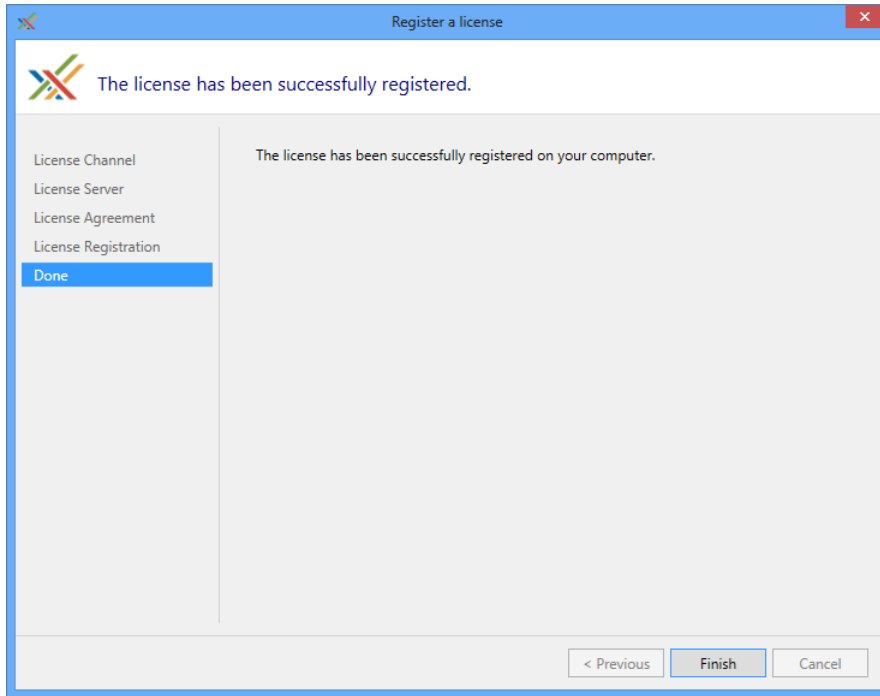 Register a license
The license has been successfully registered.
License Channel
License Server
License Agreement
License Registration
Done
The license has been successfully registered on your computer.
< Previous
Finish
Cancel